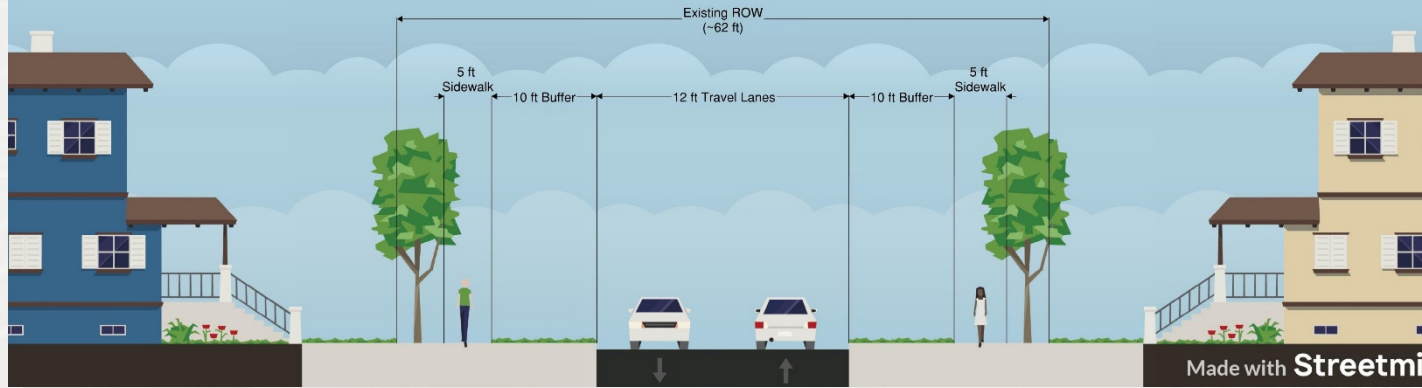 Existing ROW
(~62 ft)
5 ft
Sidewalk
10 ft Buffer
12 ft Travel Lanes
10 ft Buffer
5 ft
Sidewalk
Made with Streetmi